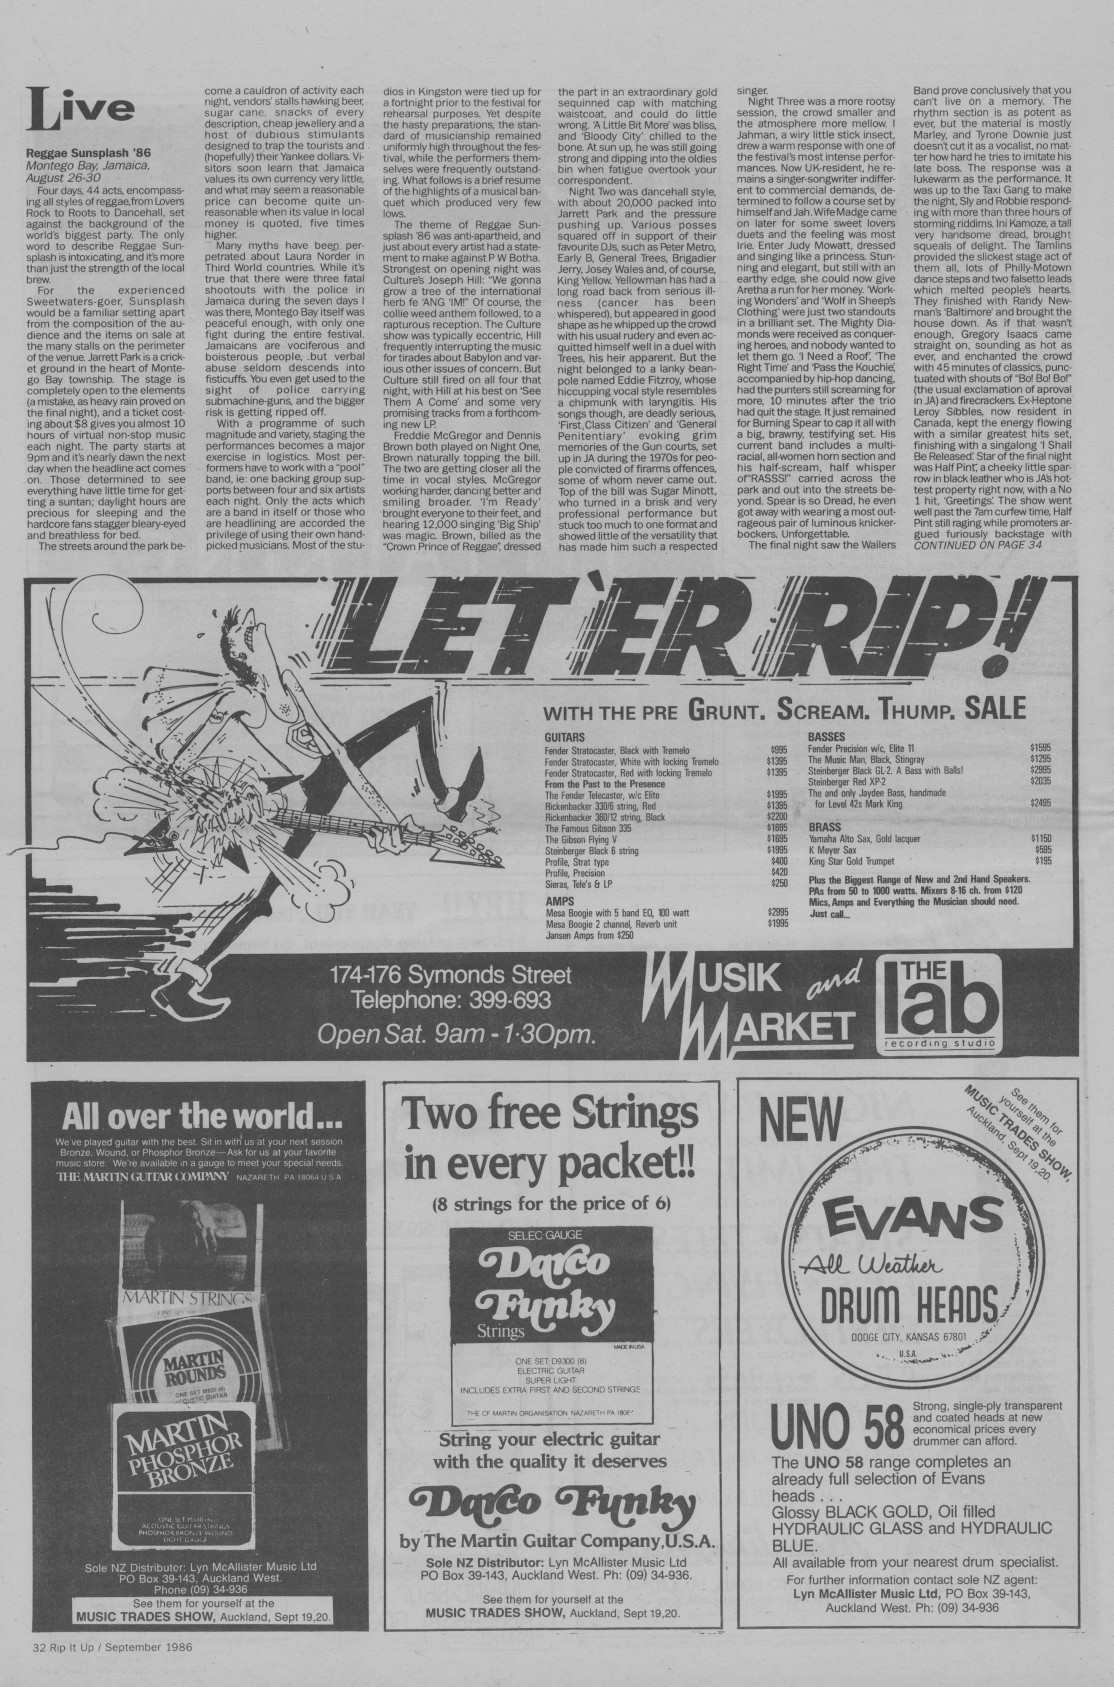 Live
Reggae Sunsplash '86
Montego Bay, Jamaica,
August 26-30
Four days, 44 acts, encompass-
ing all styles of reggae,from Lovers
Rock to Roots to Dancehall, set
against the background of the
world's biggest party. The only
word to describe Reggae Sun-
splash is intoxicating, and it's more
than just the strength of the local
brew.
For the experienced
Sweetwaters-goer, Sunsplash
would be a familiar setting apart
from the composition of the au-
dience and the items on sale at
the many stalls on the perimeter
of the venue. Jarrett Park is a crick-
et ground in the heart of Monte-
go Bay township. The stage is
completely open to the elements
(a mistake, as heavy rain proved on
the final night), and a ticket cost-
ing about $8 gives you almost 10
hours of virtual non-stop music
each night. The party starts at
9pm and it's nearly dawn the next
day when the headline act comes
on. Those determined to see
everything have little time for get-
ting a suntan; daylight hours are
precious for sleeping and the
hardcore fans stagger bleary-eyed
and breathless for bed.
The streets around the park be-
come a cauldron of activity each
night, vendors' stalls hawking beer,
sugar cane, snacks of every
description, cheap jewellery and a
host of dubious stimulants
designed to trap the tourists and
(hopefully) their Yankee dollars. Vi-
sitors soon learn that Jamaica
values its own currency very little,
and what may seem a reasonable
price can become quite un-
reasonable when its value in local
money is quoted, five times
higher.
Many myths have been per-
petrated about Laura Norder in
Third World countries. While it's
true that there were three fatal
shootouts with the police in
Jamaica during the seven days I
was there, Montego Bay itself was
peaceful enough, with only one
fight during the entire festival.
Jamaicans are vociferous and
boisterous people, but verbal
abuse seldom descends into
fisticuffs. You even get used to the
sight of police carrying
submachine-guns, and the bigger
risk is getting ripped off.
With a programme of such
magnitude and variety, staging the
performances becomes a major
exercise in logistics. Most per-
formers have to work with a "pool"
band, ie: one backing group sup-
ports between four and six artists
each night. Only the acts which
are a band in itself or those who
are headlining are accorded the
privilege of using their own hand-
picked musicians. Most of the stu-
dios in Kingston were tied up for
a fortnight prior to the festival for
rehearsal purposes. Yet despite
the hasty preparations, the stan-
dard of musicianship remained
uniformly high throughout the fes-
tival, while the performers them-
selves were frequently outstand-
ing. What follows is a brief resume
of the highlights of a musical ban-
quet which produced very few
lows.
The theme of Reggae Sun-
splash '86 was anti-apartheid, and
just about every artist had a state-
ment to make against P W Botha.
Strongest on opening night was
Culture's Joseph Hill: "We gonna
grow a tree of the international
herb fe 'ANG 'IM!" Of course, the
collie weed anthem followed, to a
rapturous reception. The Culture
show was typically eccentric, Hill
frequently interrupting the music
for tirades about Babylon and var-
ious other issues of concern. But
Culture still fired on all four that
night, with Hill at his best on 'See
Them A Come' and some very
promising tracks from a forthcom-
ing new LP.
Freddie McGregor and Dennis
Brown both played on Night One,
Brown naturally topping the bill.
The two are getting closer all the
time in vocal styles, McGregor
working harder, dancing better and
smiling broader. 'I'm Ready'
brought everyone to their feet, and
hearing 12,000 singing 'Big Ship'
was magic. Brown, billed as the
"Crown Prince of Reggae", dressed
the part in an extraordinary gold
sequinned cap with matching
waistcoat, and could do little
wrong. 'A Little Bit More' was bliss,
and 'Bloody City' chilled to the
bone. At sun up, he was still going
strong and dipping into the oldies
bin when fatigue overtook your
correspondent.
Night Two was dancehall style,
with about 20,000 packed into
Jarrett Park and the pressure
pushing up. Various posses
squared off in support of their
favourite DJs, such as Peter Metro,
Early B, General Trees, Brigadier
Jerry, Josey Wales and, of course,
King Yellow. Yellowman has had a
long road back from serious ill-
ness (cancer has been
whispered), but appeared in good
shape as he whipped up the crowd
with his usual rudery and even ac-
quitted himself well in a duel with
Trees, his heir apparent. But the
night belonged to a lanky bean-
pole named Eddie Fitzroy, whose
hiccupping vocal style resembles
a chipmunk with laryngitis. His
songs though, are deadly serious,
'First Class Citizen' and 'General
Penitentiary' evoking grim
memories of the Gun courts, set
up in JA during the 1970s for peo-
ple convicted of firarms offences,
some of whom never came out.
Top of the bill was Sugar Minott,
who turned in a brisk and very
professional performance but
stuck too much to one format and
showed little of the versatility that
has made him such a respected
singer.
Night Three was a more rootsy
session, the crowd smaller and
the atmosphere more mellow. I
Jahman, a wiry little stick insect,
drew a warm response with one of
the festival's most intense perfor-
mances. Now UK-resident, he re-
mains a singer-songwriter indiffer-
ent to commercial demands, de-
termined to follow a course set by
himself and Jah. Wife Madge came
on later for some sweet lovers
duets and the feeling was most
Irie. Enter Judy Mowatt, dressed
and singing like a princess. Stun-
ning and elegant, but still with an
earthy edge, she could now give
Aretha a run for her money. 'Work-
ing Wonders' and 'Wolf in Sheep's
Clothing' were just two standouts
in a brilliant set. The Mighty Dia-
monds were received as conquer-
ing heroes, and nobody wanted to
let them go. 'I Need a Roof', 'The
Right Time' and 'Pass the Kouchie',
accompanied by hip-hop dancing,
had the punters still screaming for
more, 10 minutes after the trio
had quit the stage. It just remained
for Burning Spear to cap it all with
a big, brawny, testifying set. His
current band includes a multi-
racial, all-women horn section and
his half-scream, half whisper
of"RASSS!" carried across the
park and out into the streets be-
yond. Spear is so Dread, he even
got away with wearing a most out-
rageous pair of luminous knicker-
bockers. Unforgettable.
The final night saw the Wailers
Band prove conclusively that you
can't live on a memory. The
rhythm section is as potent as
ever, but the material is mostly
Marley, and Tyrone Downie just
doesn't cut it as a vocalist, no mat-
ter how hard he tries to imitate his
late boss. The response was a
lukewarm as the performance. It
was up to the Taxi Gang to make
the night, Sly and Robbie respond-
ing with more than three hours of
storming riddims. Ini Kamoze, a tall
very handsome dread, brought
squeals of delight. The Tamlins
provided the slickest stage act of
them all, lots of Philly-Motown
dance steps and two falsetto leads
which melted people's hearts.
They finished with Randy New-
man's 'Baltimore' and brought the
house down. As if that wasn't
enough, Gregory Isaacs came
straight on, sounding as hot as
ever, and enchanted the crowd
with 45 minutes of classics, punc-
tuated with shouts of "Bo! Bo! Bo!"
(the usual exclamation of aproval
in JA) and firecrackers. Ex-Heptone
Leroy Sibbles, now resident in
Canada, kept the energy flowing
with a similar greatest hits set,
finishing with a singalong 'I Shall
Be Released'. Star of the final night
was Half Pint, a cheeky little spar-
row in black leather who is JA's hot-
test property right now, with a No
1 hit, 'Greetings'. The show went
well past the 7am curfew time, Half
Pint still raging while promoters ar-
gued furiously backstage with
CONTINUED ON PAGE 34
LET 'ER RIP!
WITH THE PRE GRUNT. SCREAM. THUMP. SALE
GUITARS
Fender Stratocaster, Black with Tremelo $995
Fender Stratocaster, White with locking Tremelo $1395
Fender Stratocaster, Red with locking Tremelo $1395
From the Past to the Presence
The Fender Telecaster, w/c Elite $1995
Rickenbacker 330/6 string, Red $1395
Rickenbacker 360/12 string, Black $2200
The Famous Gibson 335 $1695
The Gibson Flying V $1695
Steinberger Black 6 string $1995
Profile, Strat type $400
Profile, Precision $420
Sieras, Tele's & LP $250
AMPS
Mesa Boogie with 5 band EQ, 100 watt $2995
Mesa Boogie 2 channel, Reverb unit $1995
Jansen Amps from $250
BASSES
Fender Precision w/c, Elite 11 $1595
The Music Man, Black, Stingray $1295
Steinberger Black GL-2. A Bass with Balls! $2995
Steinberger Red XP-2 $2035
The and only Jaydee Bass, handmade
for Level 42s Mark King $2495
BRASS
Yamaha Alto Sax, Gold lacquer $1150
K Meyer Sax $595
King Star Gold Trumpet $195
Plus the Biggest Range of New and 2nd Hand Speakers.
PAs from 50 to 1000 watts. Mixers 8-16 ch. from $120
Mics, Amps and Everything the Musician should need.
Just call...
174-176 Symonds Street
Telephone: 399-693
Open Sat. 9am - 1·30pm.
MUSIK and
MARKET
THE
lab
recording studio
All over the world...
We've played guitar with the best. Sit in with us at your next session.
Bronze, Wound, or Phosphor Bronze—Ask for us at your favorite
music store. We're available in a gauge to meet your special needs.
THE MARTIN GUITAR COMPANY NAZARETH PA 18064 U S A
MARTIN STRINGS
MARTIN
ROUNDS
MARTIN
PHOSPHOR
BRONZE
ACOUSTIC GUITAR STRINGS
PHOSPHOR BRONZE WOUND
LIGHT GAUGE
Sole NZ Distributor: Lyn McAllister Music Ltd
PO Box 39-143, Auckland West.
Phone (09) 34-936
See them for yourself at the
MUSIC TRADES SHOW, Auckland, Sept 19,20.
Two free Strings
in every packet!!
(8 strings for the price of 6)
SELEC-GAUGE
Darco
Funky
Strings
MADE IN USA
ONE SET D9300 (8)
ELECTRIC GUITAR
SUPER LIGHT
INCLUDES EXTRA FIRST AND SECOND STRINGS
THE CF MARTIN ORGANISATION NAZARETH PA 18064
String your electric guitar
with the quality it deserves
Darco Funky
by The Martin Guitar Company,U.S.A.
Sole NZ Distributor: Lyn McAllister Music Ltd
PO Box 39-143, Auckland West. Ph: (09) 34-936.
See them for yourself at the
MUSIC TRADES SHOW, Auckland, Sept 19,20.
NEW
See them for
yourself at the
MUSIC TRADES SHOW,
Auckland, Sept 19,20.
EVANS
All Weather
DRUM HEADS
DODGE CITY, KANSAS 67801
U.S.A.
UNO 58
Strong, single-ply transparent
and coated heads at new
economical prices every
drummer can afford.
The UNO 58 range completes an
already full selection of Evans
heads . . .
Glossy BLACK GOLD, Oil filled
HYDRAULIC GLASS and HYDRAULIC
BLUE.
All available from your nearest drum specialist.
For further information contact sole NZ agent:
Lyn McAllister Music Ltd, PO Box 39-143,
Auckland West. Ph: (09) 34-936
32 Rip It Up / September 1986